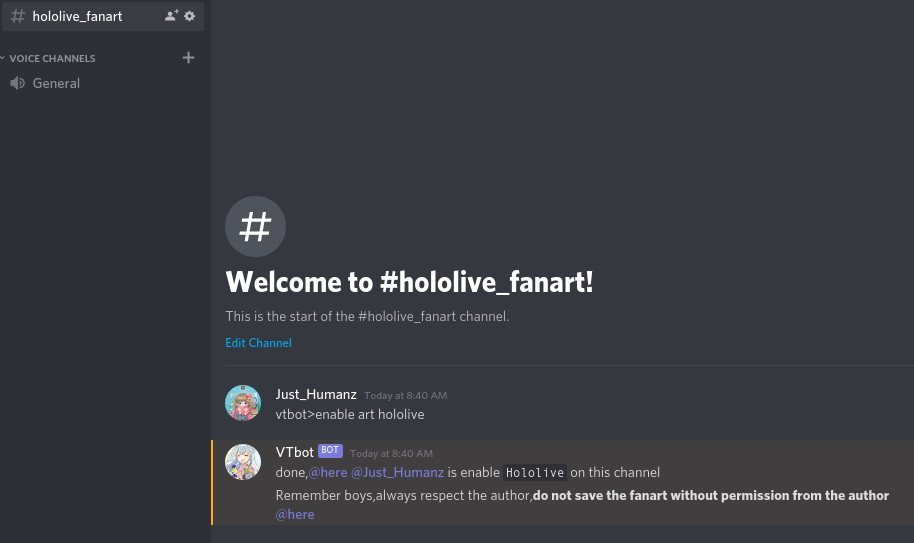 hololive_fanart
VOICE CHANNELS
General
#
Welcome to #hololive_fanart!
This is the start of the #hololive_fanart channel.
Edit Channel
Just_Humanz Today at 8:40 AM
vtbot>enable art hololive
VTbot BOT Today at 8:40 AM
done,@here @Just_Humanz is enable Hololive on this channel
Remember boys,always respect the author,do not save the fanart without permission from the author
@here